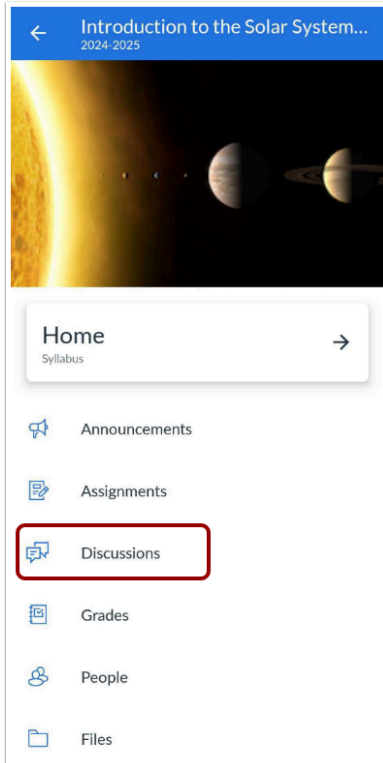 Introduction to the Solar System...
2024-2025
Home
Syllabus
Announcements
Assignments
Discussions
Grades
People
Files